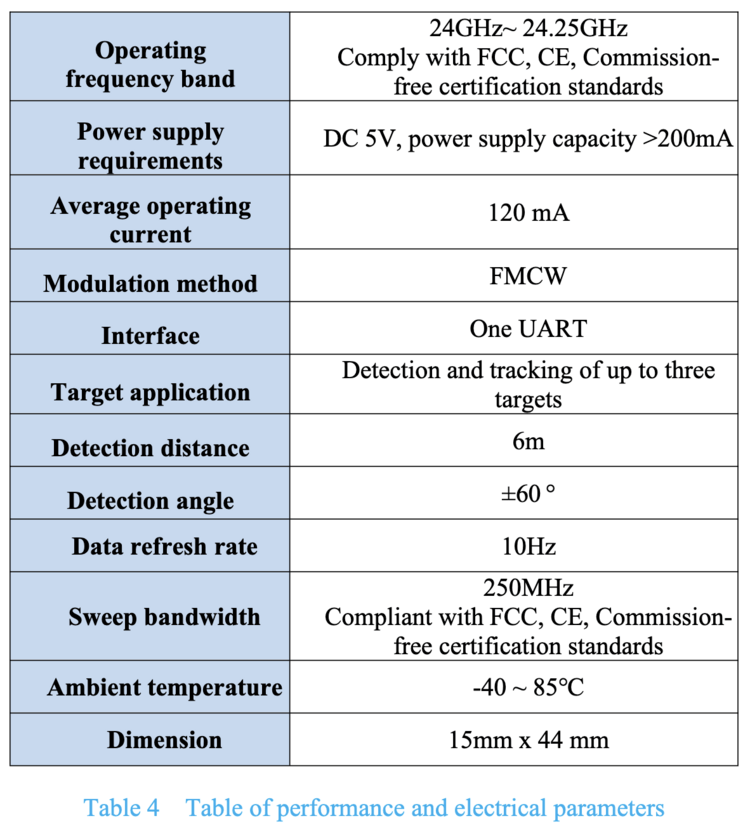 Operating
frequency band
24GHz~ 24.25GHz
Comply with FCC, CE, Commission-
free certification standards
Power supply
requirements
DC 5V, power supply capacity >200mA
Average operating
current
120 mA
Modulation method
FMCW
Interface
One UART
Target application
Detection and tracking of up to three
targets
Detection distance
6m
Detection angle
±60 °
Data refresh rate
10Hz
Sweep bandwidth
250MHz
Compliant with FCC, CE, Commission-
free certification standards
Ambient temperature
-40 ~ 85℃
Dimension
15mm x 44 mm
Table 4 Table of performance and electrical parameters